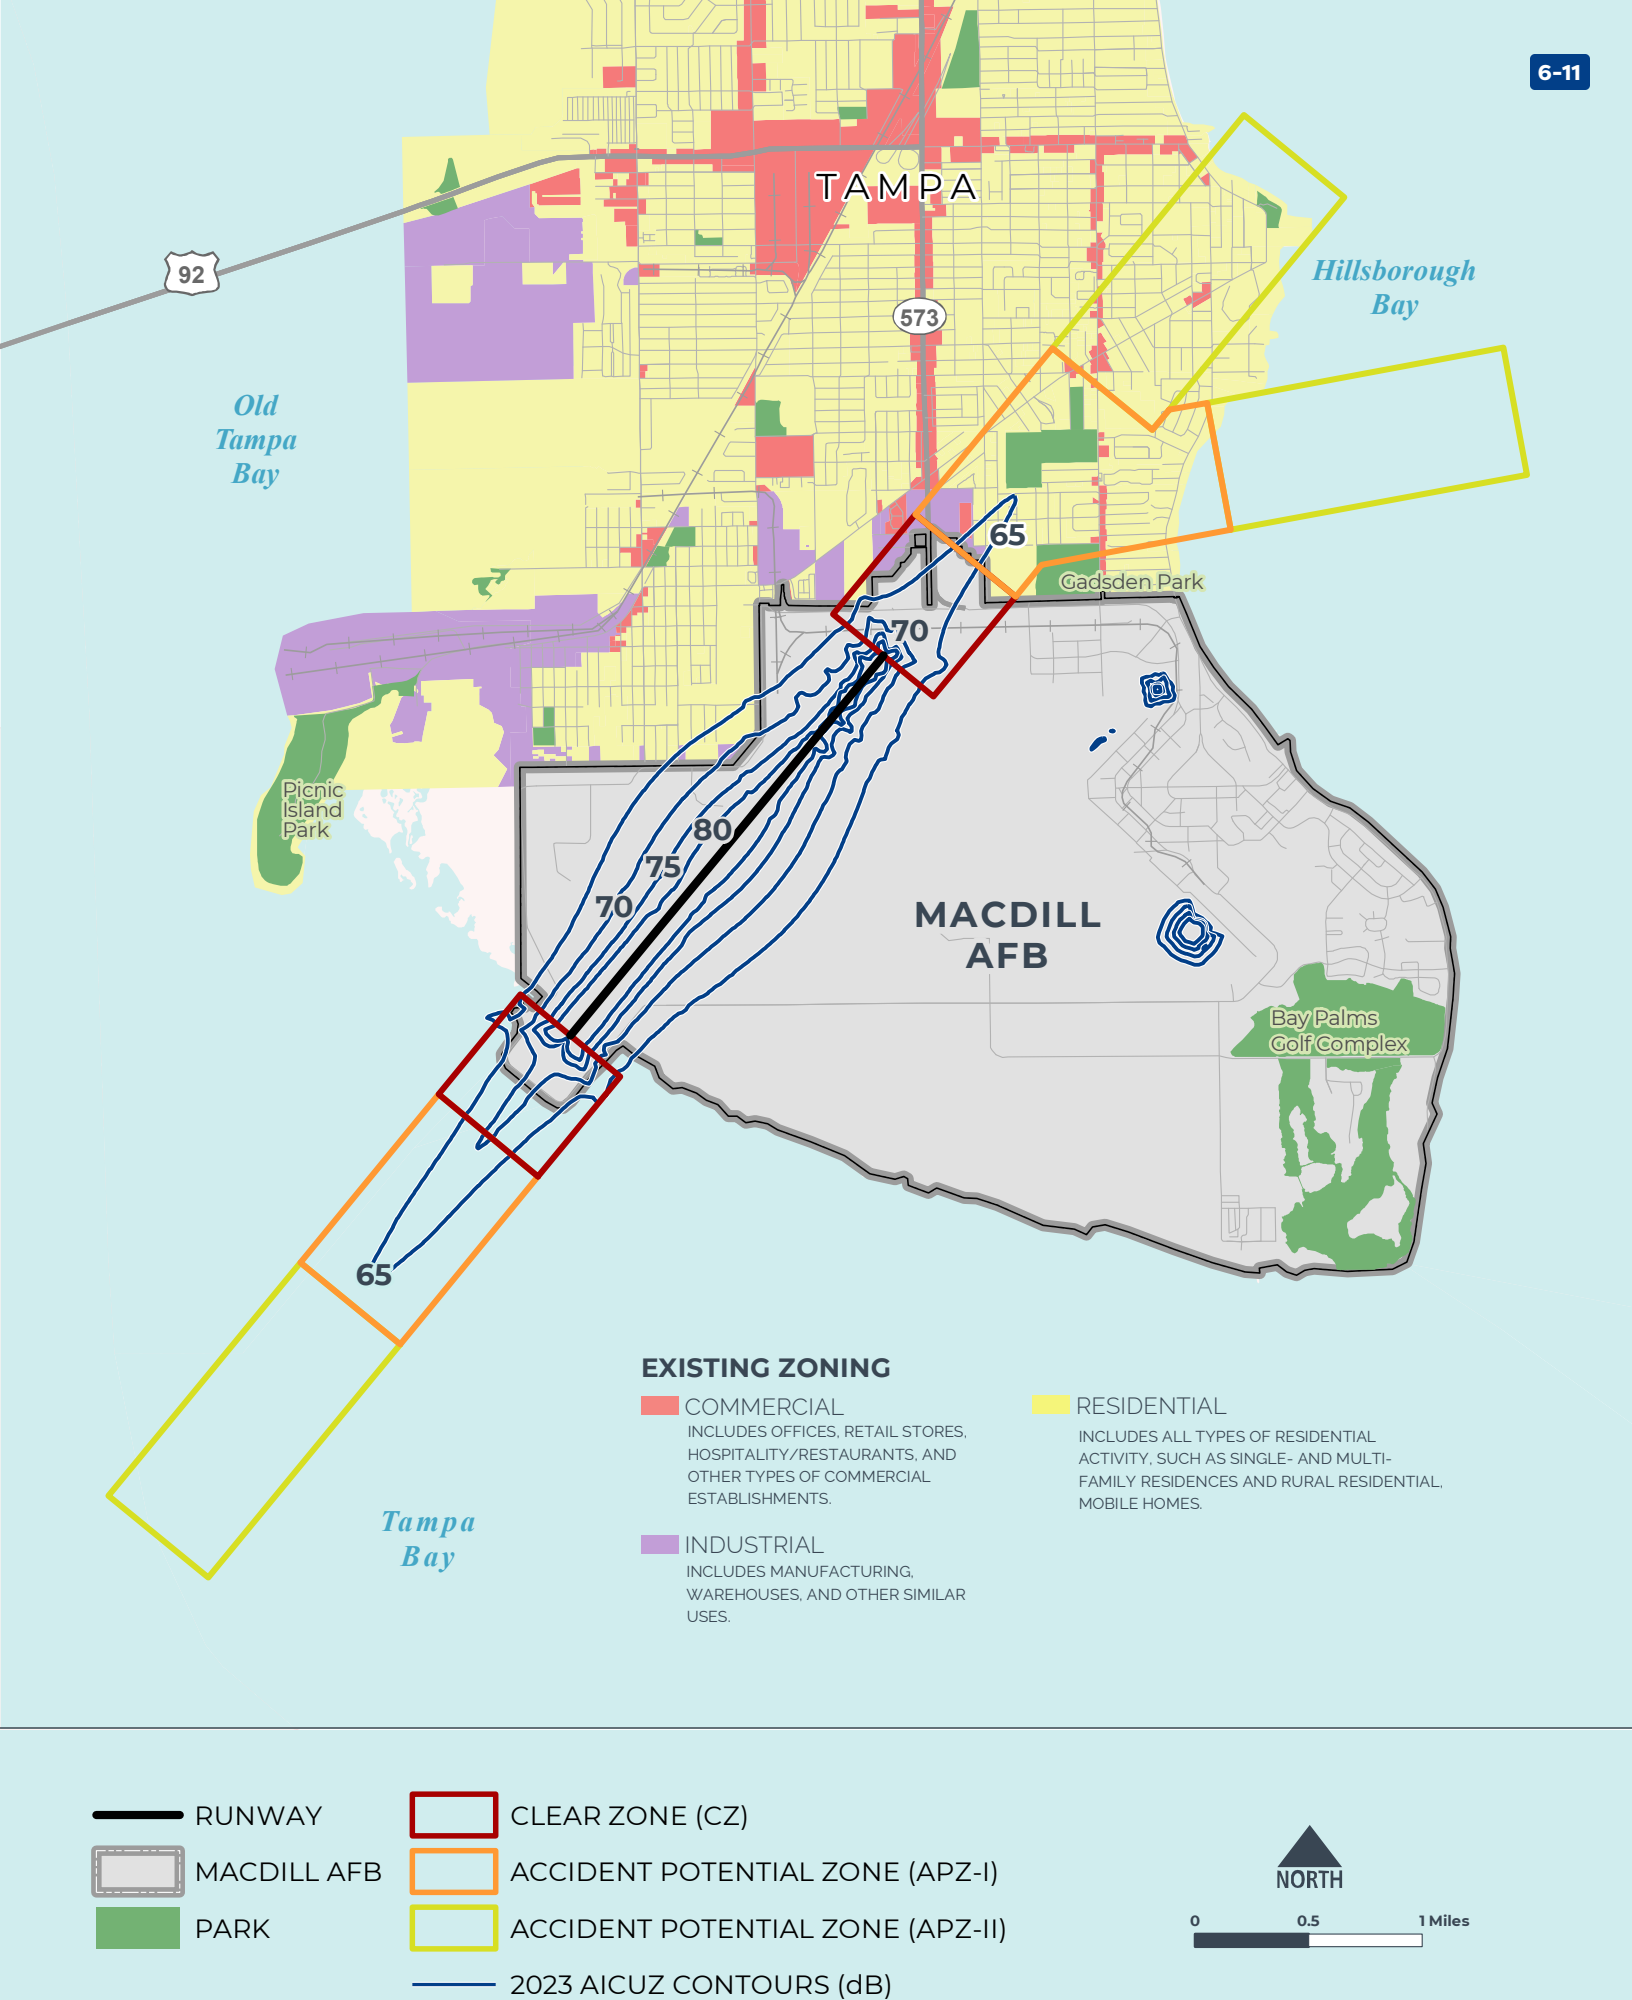 6-11
TAMPA
Hillsborough
Bay
92
573
Old
Tampa
Bay
65
Gadsden Park
70
Picnic
Island
Park
80
75
70
MACDILL
AFB
Bay Palms
Golf Complex
65
Tampa
Bay
EXISTING ZONING
COMMERCIAL
INCLUDES OFFICES, RETAIL STORES,
HOSPITALITY/RESTAURANTS, AND
OTHER TYPES OF COMMERCIAL
ESTABLISHMENTS.
RESIDENTIAL
INCLUDES ALL TYPES OF RESIDENTIAL
ACTIVITY, SUCH AS SINGLE- AND MULTI-
FAMILY RESIDENCES AND RURAL RESIDENTIAL,
MOBILE HOMES.
INDUSTRIAL
INCLUDES MANUFACTURING,
WAREHOUSES, AND OTHER SIMILAR
USES.
RUNWAY
MACDILL AFB
PARK
CLEAR ZONE (CZ)
ACCIDENT POTENTIAL ZONE (APZ-I)
ACCIDENT POTENTIAL ZONE (APZ-II)
2023 AICUZ CONTOURS (dB)
NORTH
0 0.5 1 Miles